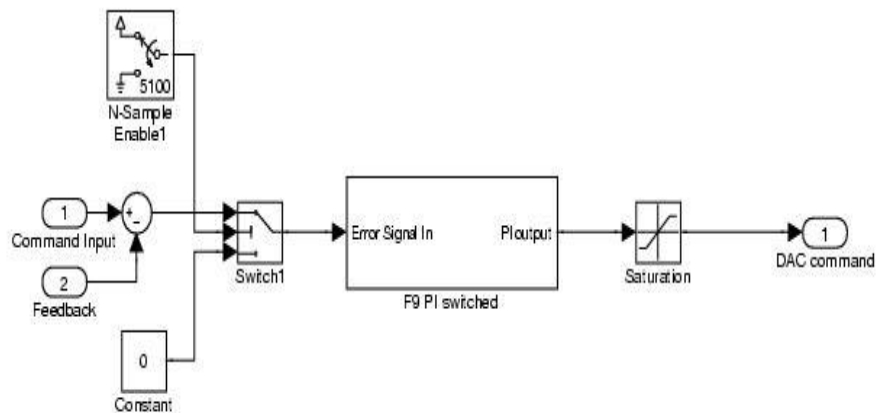 5100
N-Sample
Enable1
1
Command Input
+
-
2
Feedback
0
Constant
Switch1
Error Signal In
PIoutput
F9 PI switched
Saturation
1
DAC command